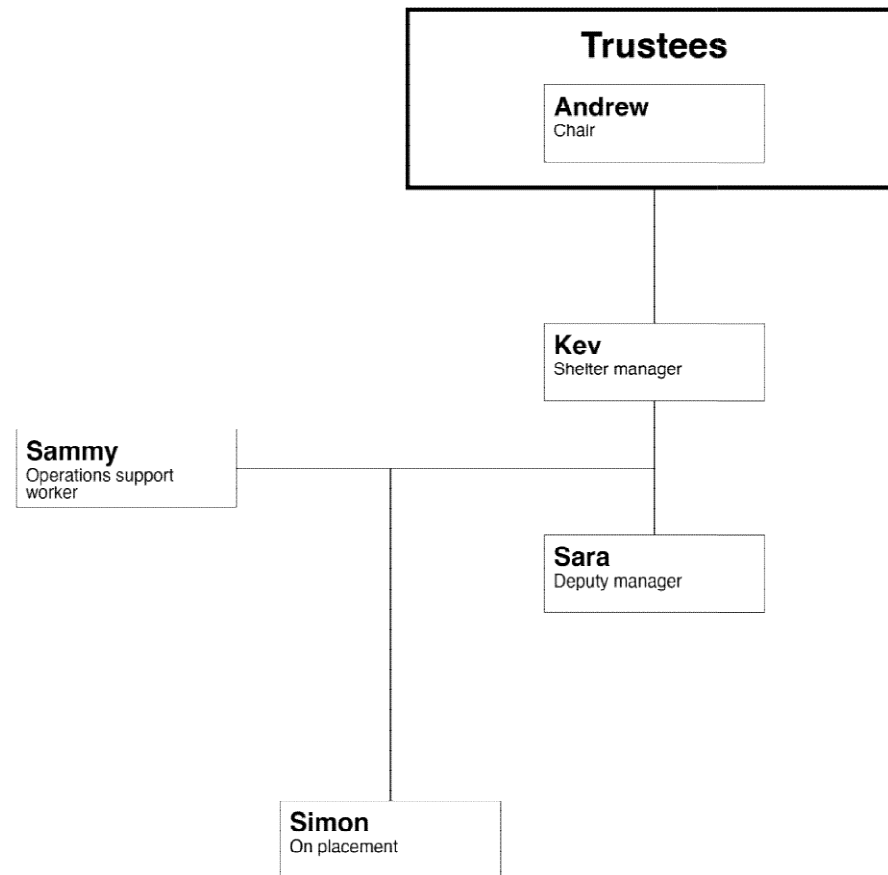 Trustees
Andrew
Chair
Kev
Shelter manager
Sammy
Operations support
worker
Sara
Deputy manager
Simon
On placement